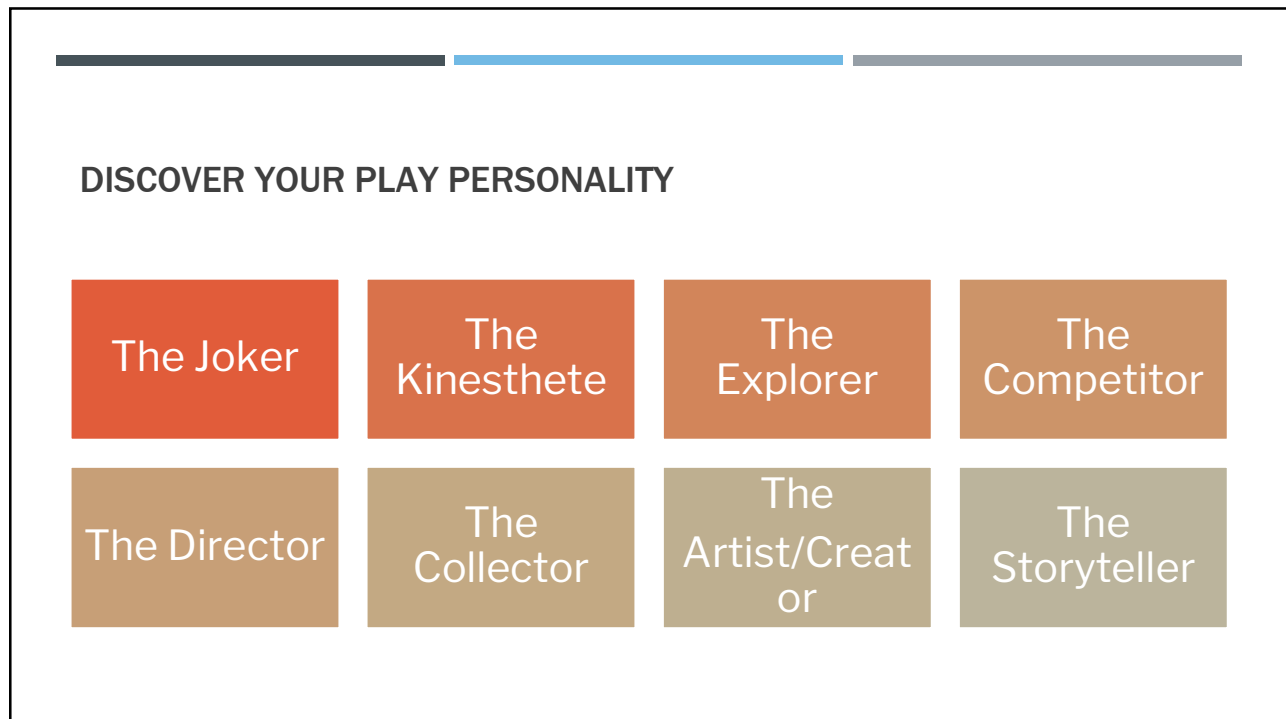 DISCOVER YOUR PLAY PERSONALITY
The Joker
The
Kinesthete
The
Explorer
The
Competitor
The Director
The
Collector
The
Artist/Creat
or
The
Storyteller